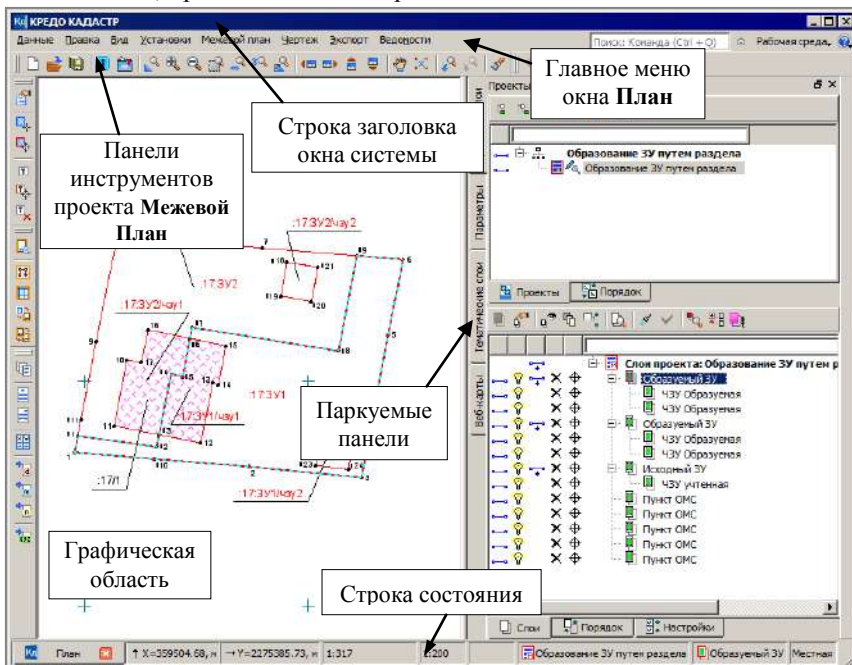 КРЕДО КАДАСТР
Данные Правка Вид Установки Межевой план Чертеж Экспорт Ведомости
Поиск: Команда (Ctrl + Q)
Рабочая среда
Главное меню
окна План
Строка заголовка
окна системы
Панели
инструментов
проекта Межевой
План
Проекты
Образование ЗУ путем раздела
Образование ЗУ путем раздела
Параметры
Тематические слои
Веб-карты
Проекты
Порядок
Слои проекта: Образование ЗУ путем р
Образуемый ЗУ
ЧЗУ Образуемая
ЧЗУ Образуемая
Образуемый ЗУ
ЧЗУ Образуемая
ЧЗУ Образуемая
Исходный ЗУ
ЧЗУ учтенная
Пункт ОМС
Пункт ОМС
Пункт ОМС
Пункт ОМС
Пункт ОМС
Паркуемые
панели
:17:ЗУ2/чзу2
:17:ЗУ2
:17:ЗУ2/чзу1
:17:ЗУ1
:17:ЗУ1/чзу1
:17/1
:17:ЗУ1/чзу2
Графическая
область
Строка состояния
Слои
Порядок
Настройки
План
X=359504.68, м
Y=2275385.73, м
1:317
1:200
Образование ЗУ путем раздела
Образуемый ЗУ
Местная